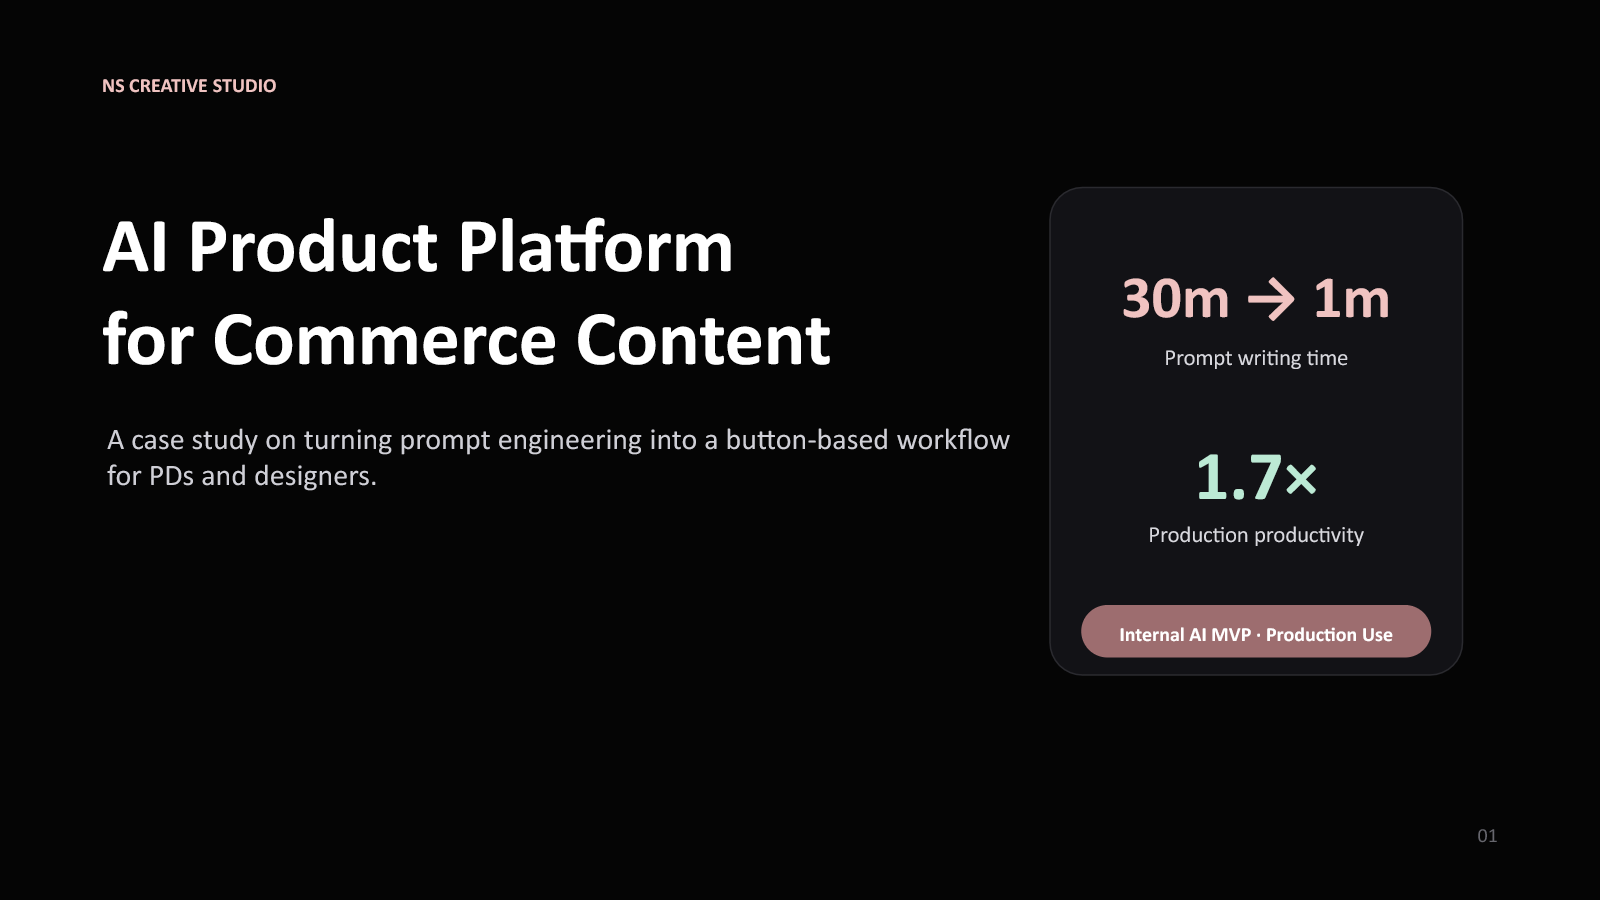 NS CREATIVE STUDIO
AI Product Platform
for Commerce Content
A case study on turning prompt engineering into a button-based workflow
for PDs and designers.
30m → 1m
Prompt writing time
1.7×
Production productivity
Internal AI MVP · Production Use
01